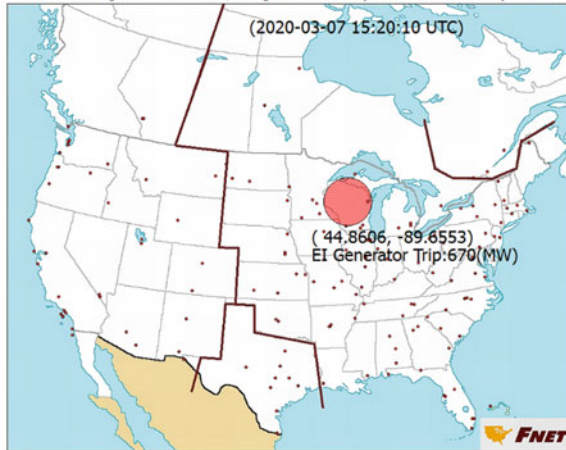 (2020-03-07 15:20:10 UTC)
( 44.8606, -89.6553)
EI Generator Trip:670(MW)
FNET